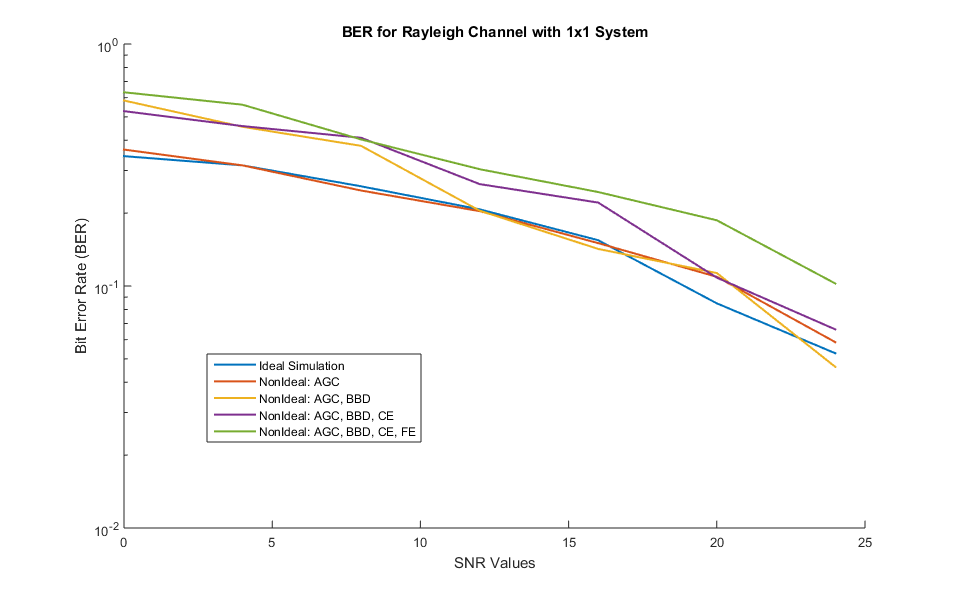 BER for Rayleigh Channel with 1x1 System
10^0
10^-1
10^-2
Bit Error Rate (BER)
Ideal Simulation
NonIdeal: AGC
NonIdeal: AGC, BBD
NonIdeal: AGC, BBD, CE
NonIdeal: AGC, BBD, CE, FE
0 5 10 15 20 25
SNR Values